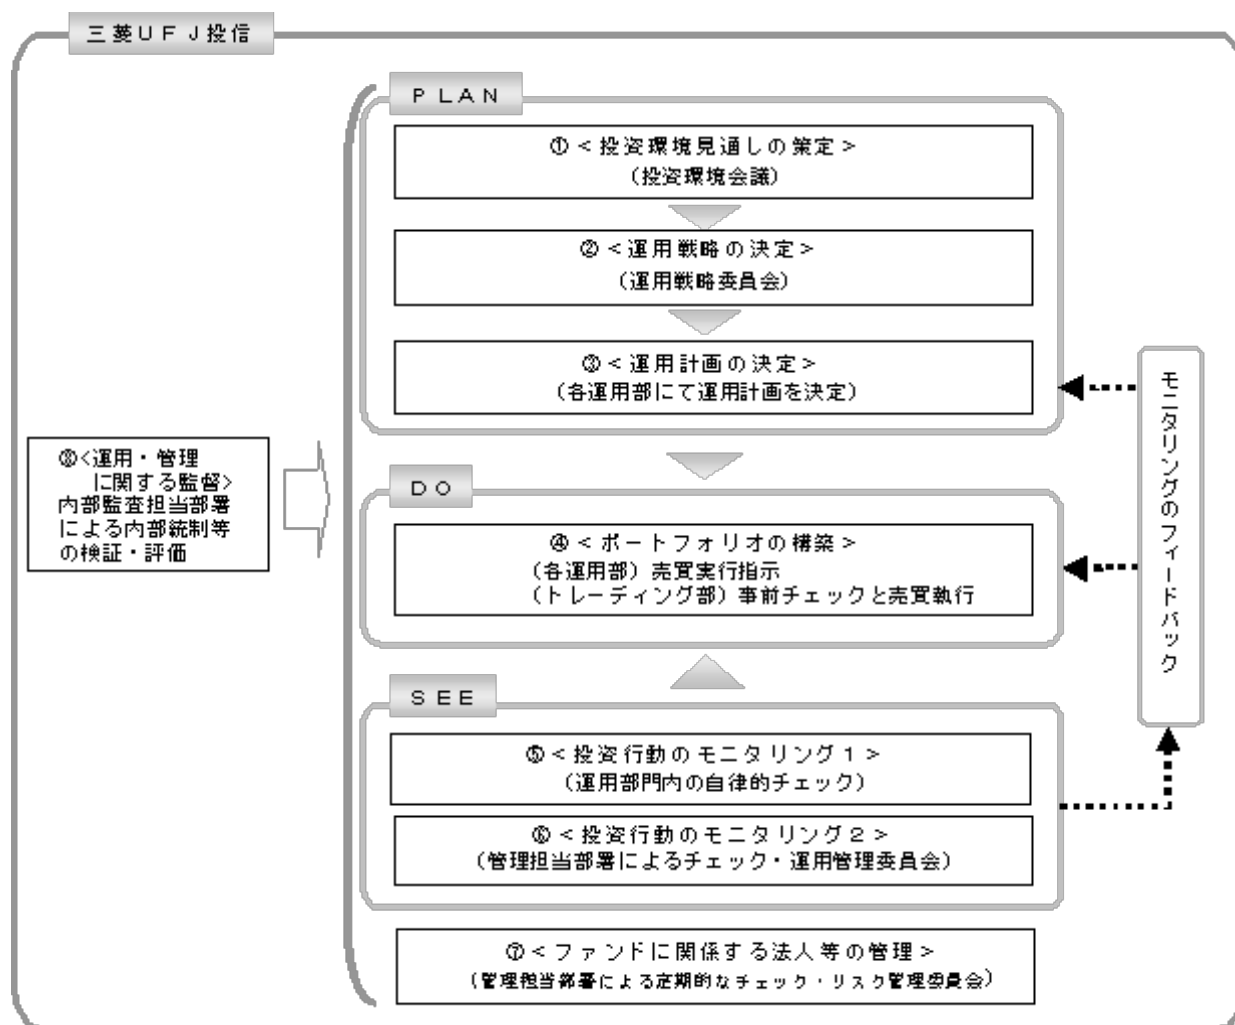 三菱UFJ投信
PLAN
①<投資環境見通しの策定>
(投資環境会議)
②<運用戦略の決定>
(運用戦略委員会)
③<運用計画の決定>
(各運用部にて運用計画を決定)
⑧<運用・管理
に関する監督>
内部監査担当部署
による内部統制等
の検証・評価
DO
④<ポートフォリオの構築>
(各運用部)売買実行指示
(トレーディング部)事前チェックと売買執行
モニタリングのフィードバック
SEE
⑤<投資行動のモニタリング1>
(運用部門内の自律的チェック)
⑥<投資行動のモニタリング2>
(管理担当部署によるチェック・運用管理委員会)
⑦<ファンドに関係する法人等の管理>
(管理担当部署による定期的なチェック・リスク管理委員会)